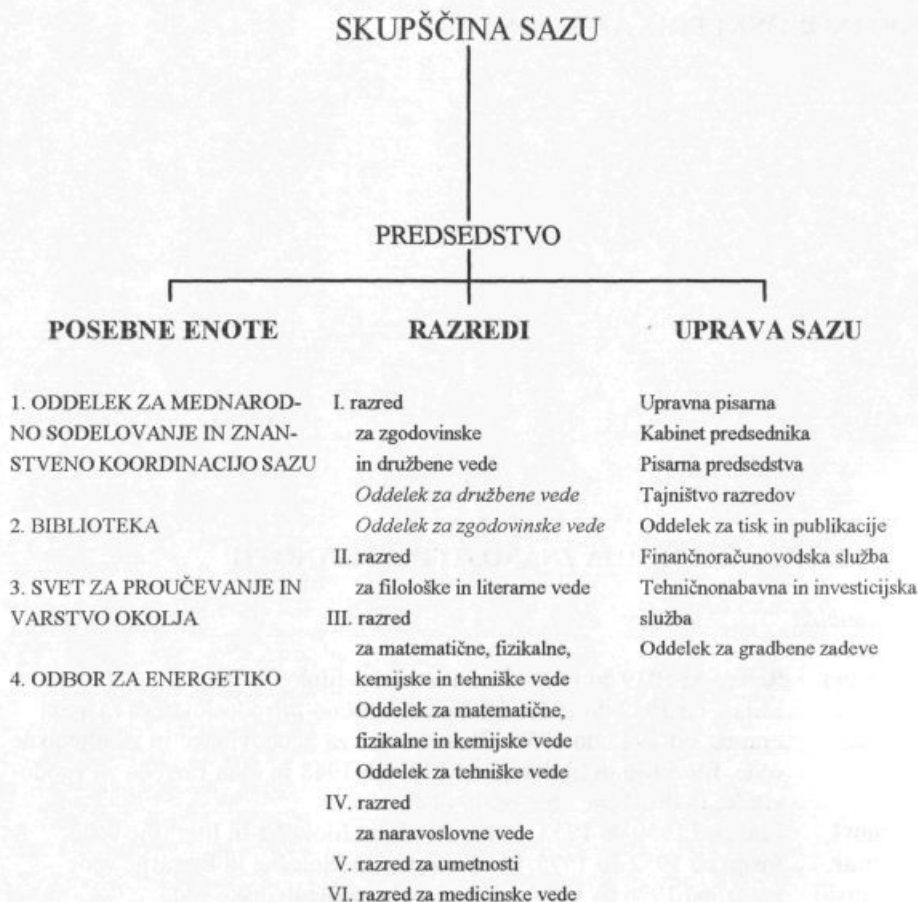 SKUPŠČINA SAZU
PREDSEDSTVO
POSEBNE ENOTE
1. ODDELEK ZA MEDNAROD-
NO SODELOVANJE IN ZNAN-
STVENO KOORDINACIJO SAZU
2. BIBLIOTEKA
3. SVET ZA PROUČEVANJE IN
VARSTVO OKOLJA
4. ODBOR ZA ENERGETIKO
RAZREDI
I. razred
za zgodovinske
in družbene vede
Oddelek za družbene vede
Oddelek za zgodovinske vede
II. razred
za filološke in literarne vede
III. razred
za matematične, fizikalne,
kemijske in tehniške vede
Oddelek za matematične,
fizikalne in kemijske vede
Oddelek za tehniške vede
IV. razred
za naravoslovne vede
V. razred za umetnosti
VI. razred za medicinske vede
UPRAVA SAZU
Upravna pisarna
Kabinet predsednika
Pisarna predsedstva
Tajništvo razredov
Oddelek za tisk in publikacije
Finančnoračunovodska služba
Tehničnonabavna in investicijska
služba
Oddelek za gradbene zadeve